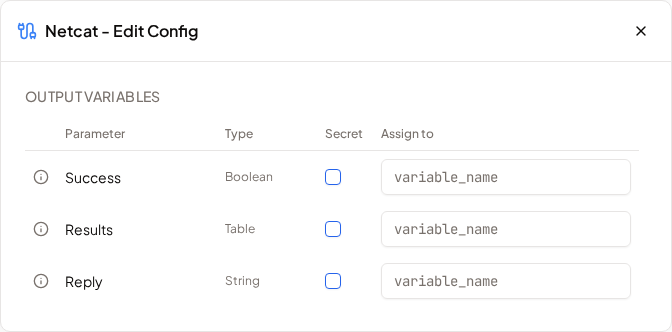 Netcat - Edit Config
OUTPUT VARIABLES
Parameter Type Secret Assign to
Success Boolean variable_name
Results Table variable_name
Reply String variable_name